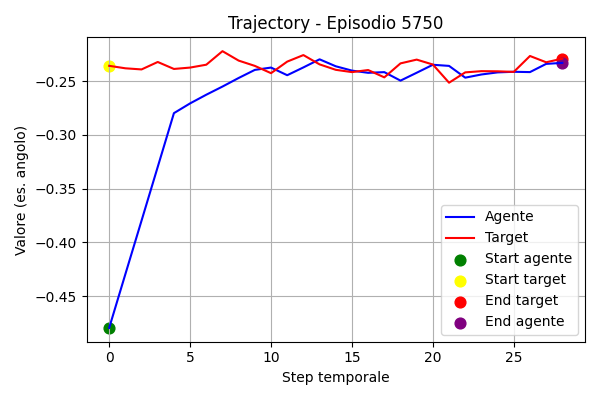 Trajectory - Episodio 5750
Valore (es. angolo)
−0.25
−0.30
−0.35
−0.40
−0.45
0 5 10 15 20 25
Step temporale
Agente
Target
Start agente
Start target
End target
End agente